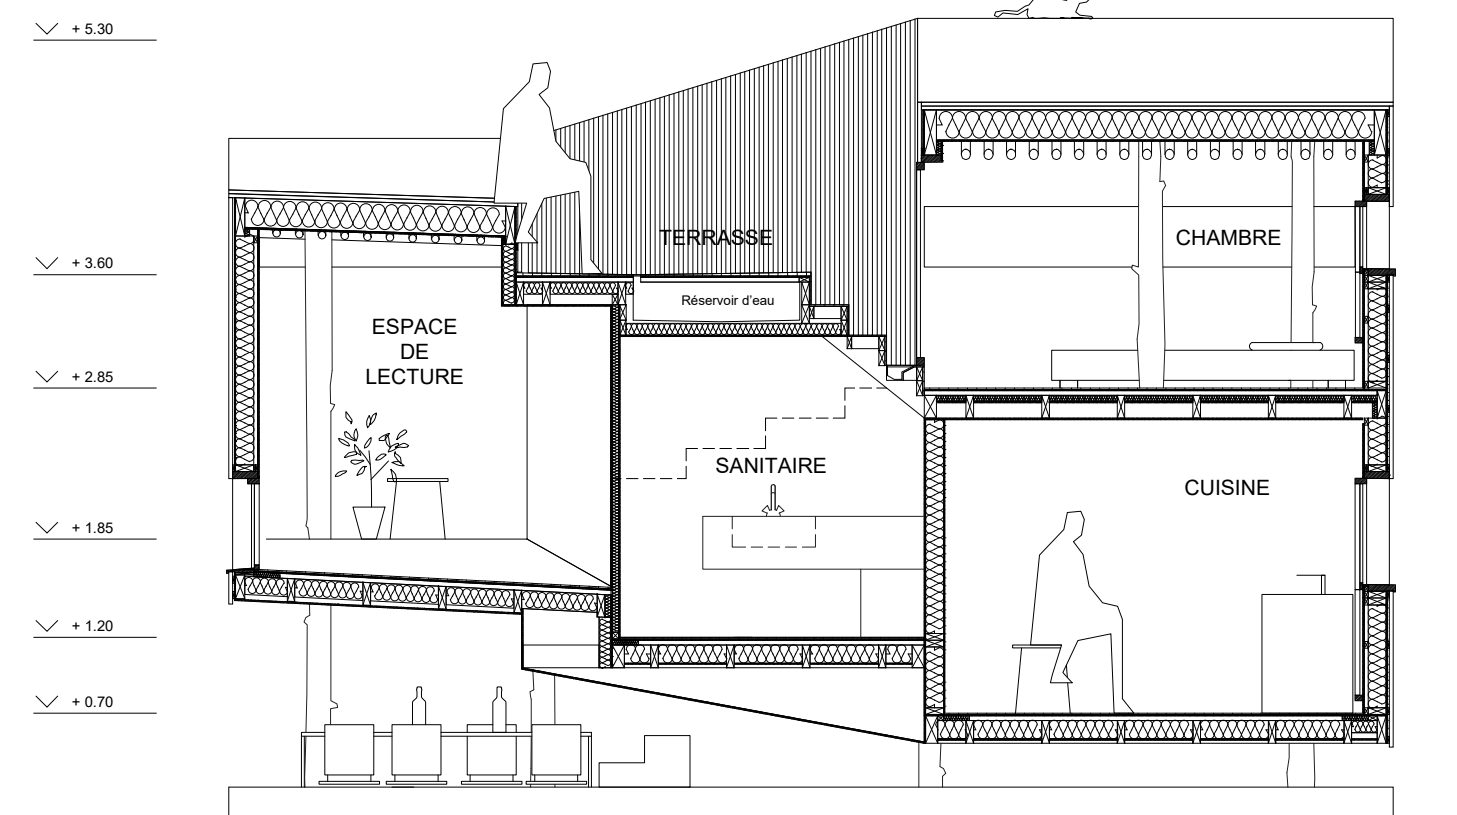 + 5.30
TERRASSE
CHAMBRE
+ 3.60
Réservoir d'eau
ESPACE
DE
LECTURE
+ 2.85
SANITAIRE
CUISINE
+ 1.85
+ 1.20
+ 0.70